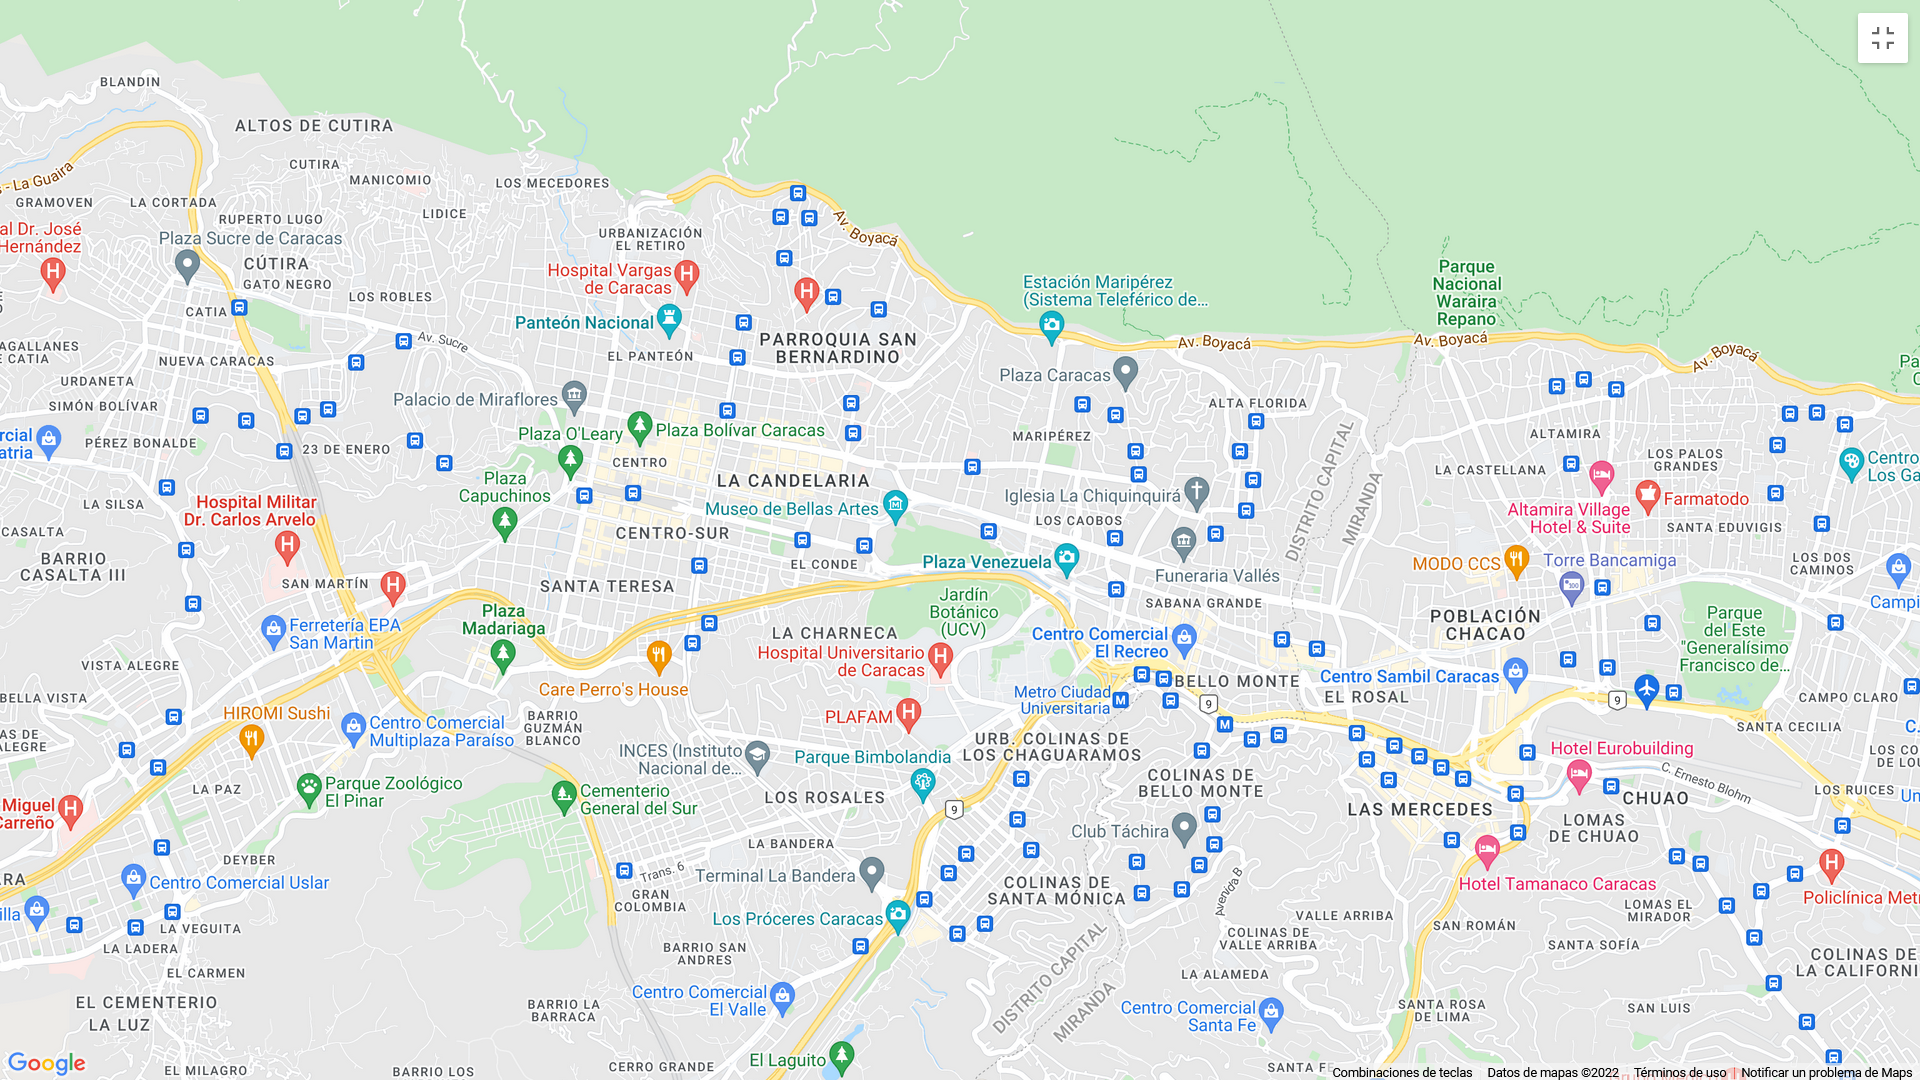 BLANDIN
ALTOS DE CUTIRA
CUTIRA
MANICOMIO
LOS MECEDORES
- La Guaira
GRAMOVEN
LA CORTADA
RUPERTO LUGO
LIDICE
Plaza Sucre de Caracas
al Dr. José
Hernández
CÚTIRA
GATO NEGRO
URBANIZACIÓN
EL RETIRO
Av. Boyacá
Hospital Vargas
de Caracas
LOS ROBLES
CATIA
Av. Sucre
Panteón Nacional
EL PANTEÓN
PARROQUIA SAN
BERNARDINO
Estación Maripérez
(Sistema Teleférico de...
Parque
Nacional
Waraira
Repano
Av. Boyacá
Av. Boyacá
Av. Boyacá
AGALLANES
E CATIA
NUEVA CARACAS
URDANETA
SIMÓN BOLÍVAR
Palacio de Miraflores
Plaza Caracas
ALTA FLORIDA
PÉREZ BONALDE
23 DE ENERO
Plaza O'Leary
Plaza Bolívar Caracas
MARIPÉREZ
ALTAMIRA
CENTRO
LA CANDELARIA
LA CASTELLANA
LOS PALOS
GRANDES
Centro
Los Ga
rcial
atria
LA SILSA
Plaza
Capuchinos
Hospital Militar
Dr. Carlos Arvelo
Museo de Bellas Artes
Iglesia La Chiquinquirá
LOS CAOBOS
DISTRITO CAPITAL
MIRANDA
Farmatodo
Altamira Village
Hotel & Suite
SANTA EDUVIGIS
CASALTA
BARRIO
CASALTA III
CENTRO-SUR
EL CONDE
Plaza Venezuela
Funeraria Vallés
MODO CCS
Torre Bancamiga
LOS DOS
CAMINOS
SAN MARTÍN
SANTA TERESA
Jardín
Botánico
(UCV)
SABANA GRANDE
POBLACIÓN
CHACAO
Campi
Parque
del Este
"Generalísimo
Francisco de...
Ferretería EPA
San Martin
Plaza
Madariaga
LA CHARNECA
Hospital Universitario
de Caracas
Centro Comercial
El Recreo
VISTA ALEGRE
Care Perro's House
BELLO MONTE
Centro Sambil Caracas
EL ROSAL
BELLA VISTA
HIROMI Sushi
Centro Comercial
Multiplaza Paraíso
BARRIO
GUZMÁN
BLANCO
PLAFAM
Metro Ciudad
Universitaria
9
9
CAMPO CLARO
SANTA CECILIA
AS DE
ALEGRE
INCES (Instituto
Nacional de...
Parque Bimbolandia
URB. COLINAS DE
LOS CHAGUARAMOS
Hotel Eurobuilding
C. Ernesto Blohm
LA PAZ
Parque Zoológico
El Pinar
Cementerio
General del Sur
LOS ROSALES
COLINAS DE
BELLO MONTE
LAS MERCEDES
CHUAO
LOS RUICES
Miguel
Carreño
9
Club Táchira
LOMAS
DE CHUAO
DEYBER
LA BANDERA
Trans. 6
Terminal La Bandera
Centro Comercial Uslar
GRAN
COLOMBIA
COLINAS DE
SANTA MÓNICA
Avenida B
Hotel Tamanaco Caracas
Policlínica Met
Los Próceres Caracas
VALLE ARRIBA
LOMAS EL
MIRADOR
SAN ROMÁN
LA VEGUITA
LA LADERA
BARRIO SAN
ANDRES
COLINAS DE
VALLE ARRIBA
SANTA SOFÍA
EL CARMEN
LA ALAMEDA
COLINAS DE
LA CALIFORNI
DISTRITO CAPITAL
MIRANDA
EL CEMENTERIO
LA LUZ
BARRIO LA
BARRACA
Centro Comercial
El Valle
Centro Comercial
Santa Fe
SANTA ROSA
DE LIMA
SAN LUIS
EL MILAGRO
BARRIO LOS
CERRO GRANDE
El Laguito
SANTA F
Google
Combinaciones de teclas
Datos de mapas ©2022
Términos de uso
Notificar un problema de Maps